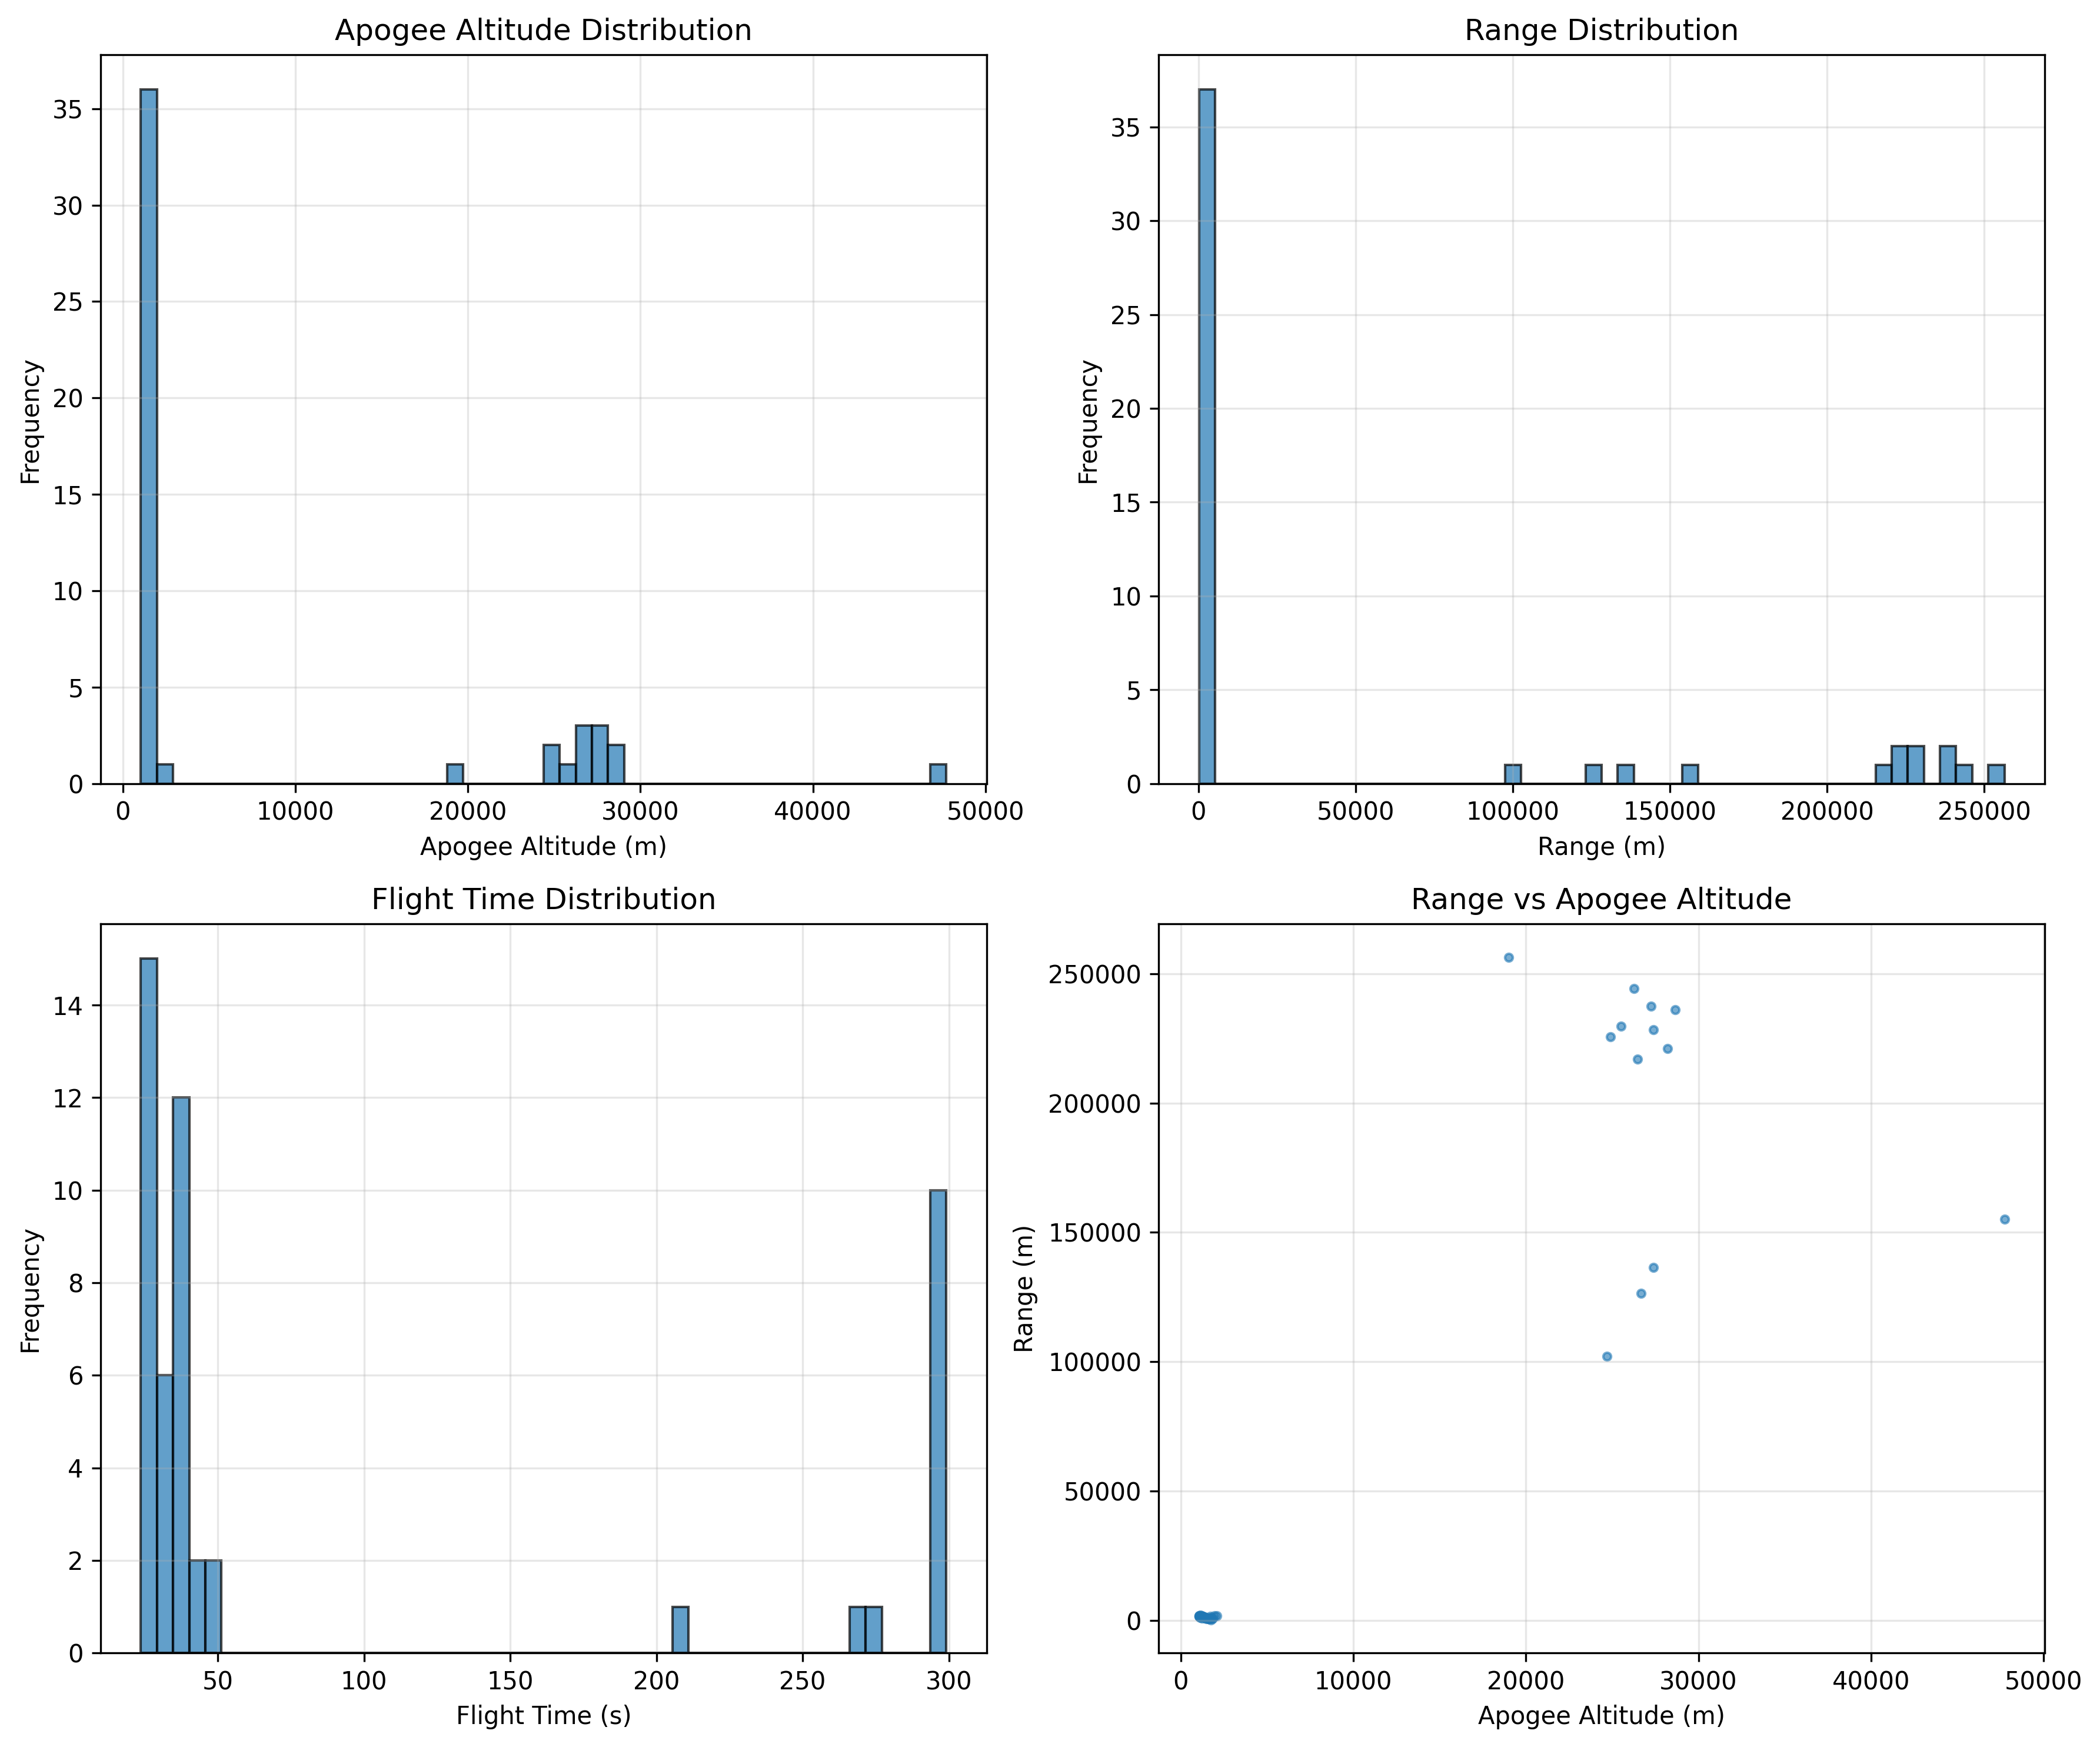 Apogee Altitude Distribution
Frequency
35
30
25
20
15
10
5
0
0 10000 20000 30000 40000 50000
Apogee Altitude (m)
Range Distribution
Frequency
35
30
25
20
15
10
5
0
0 50000 100000 150000 200000 250000
Range (m)
Flight Time Distribution
Frequency
14
12
10
8
6
4
2
0
50 100 150 200 250 300
Flight Time (s)
Range vs Apogee Altitude
Range (m)
250000
200000
150000
100000
50000
0
0 10000 20000 30000 40000 50000
Apogee Altitude (m)